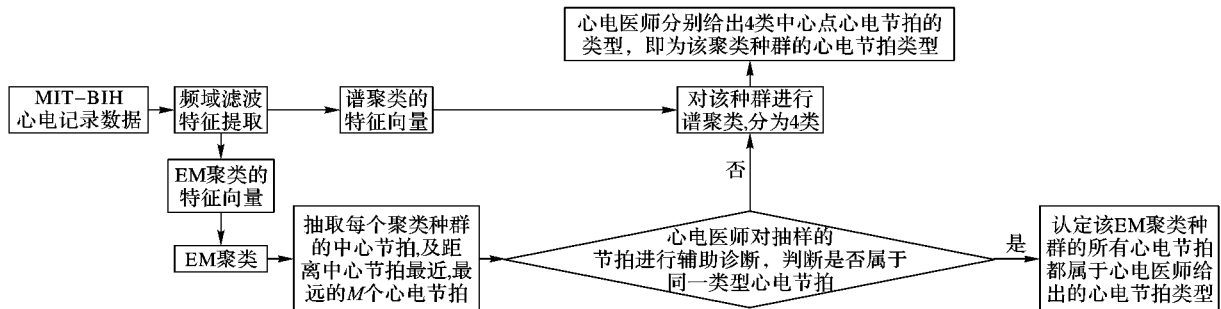 心电医师分别给出4类中心点心电节拍的
类型，即为该聚类种群的心电节拍类型
MIT-BIH
心电记录数据
频域滤波
特征提取
谱聚类的
特征向量
对该种群进行
谱聚类,分为4类
EM聚类的
特征向量
否
EM聚类
抽取每个聚类种群
的中心节拍,及距
离中心节拍最近,最
远的M个心电节拍
心电医师对抽样的
节拍进行辅助诊断，判断是否属于
同一类型心电节拍
是
认定该EM聚类种
群的所有心电节拍
都属于心电医师给
出的心电节拍类型